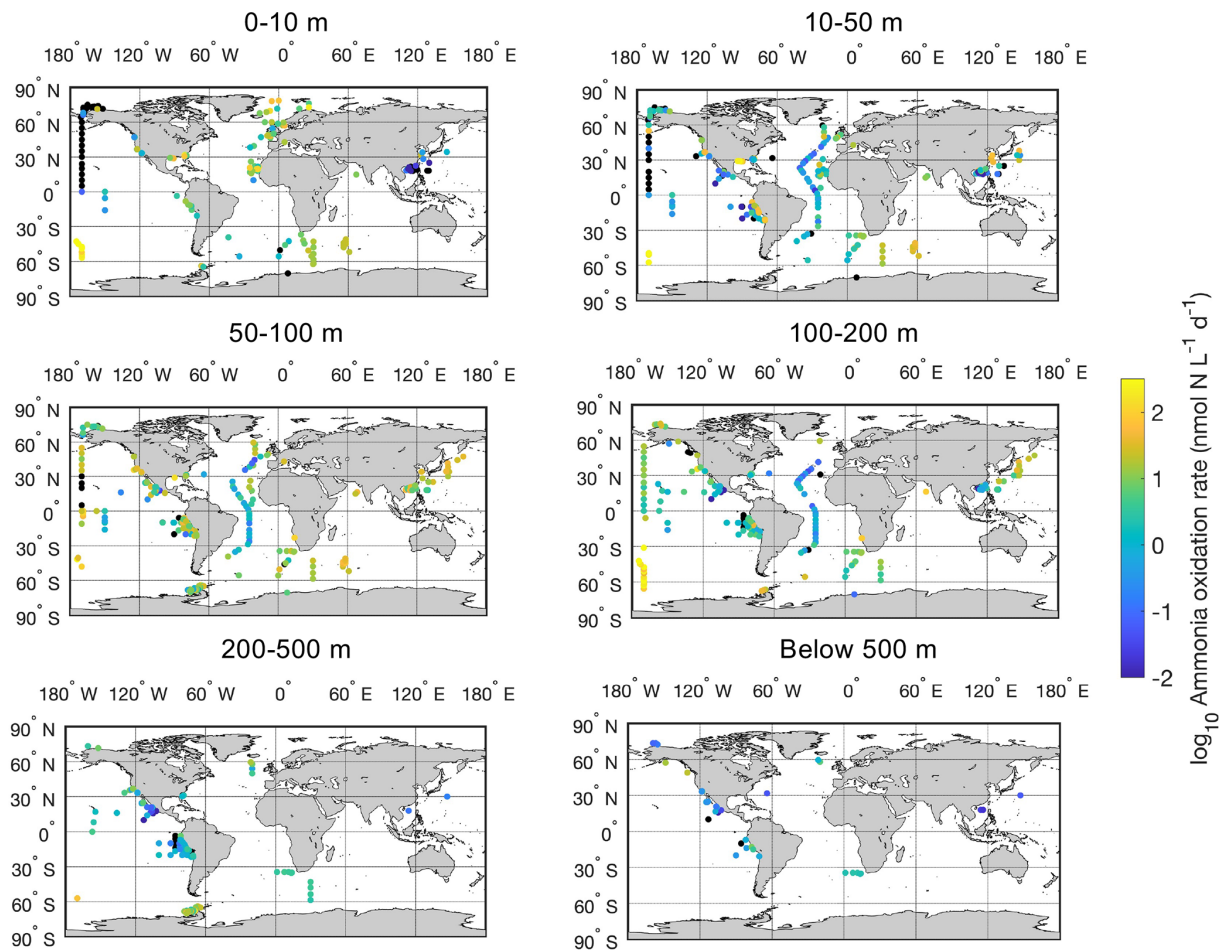 0-10 m
10-50 m
180° W 120° W 60° W 0° 60° E 120° E 180° E
180° W 120° W 60° W 0° 60° E 120° E 180° E
90° N
60° N
30° N
0°
30° S
60° S
90° S
90° N
60° N
30° N
0°
30° S
60° S
90° S
50-100 m
100-200 m
180° W 120° W 60° W 0° 60° E 120° E 180° E
180° W 120° W 60° W 0° 60° E 120° E 180° E
90° N
60° N
30° N
0°
30° S
60° S
90° S
90° N
60° N
30° N
0°
30° S
60° S
90° S
200-500 m
Below 500 m
180° W 120° W 60° W 0° 60° E 120° E 180° E
180° W 120° W 60° W 0° 60° E 120° E 180° E
90° N
60° N
30° N
0°
30° S
60° S
90° S
90° N
60° N
30° N
0°
30° S
60° S
90° S
2
1
0
-1
-2
log₁₀ Ammonia oxidation rate (nmol N L⁻¹ d⁻¹)